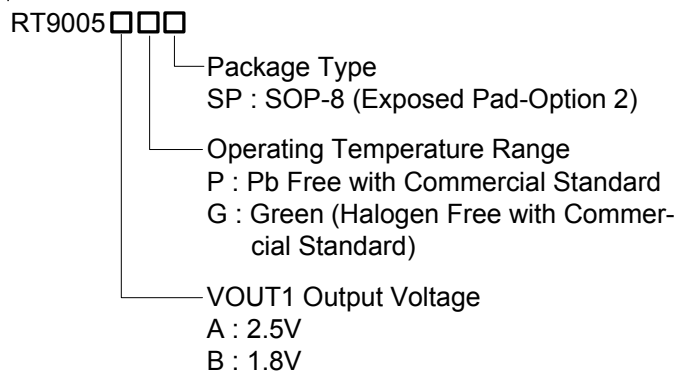 RT9005□□□
Package Type
SP : SOP-8 (Exposed Pad-Option 2)
Operating Temperature Range
P : Pb Free with Commercial Standard
G : Green (Halogen Free with Commer-
cial Standard)
VOUT1 Output Voltage
A : 2.5V
B : 1.8V